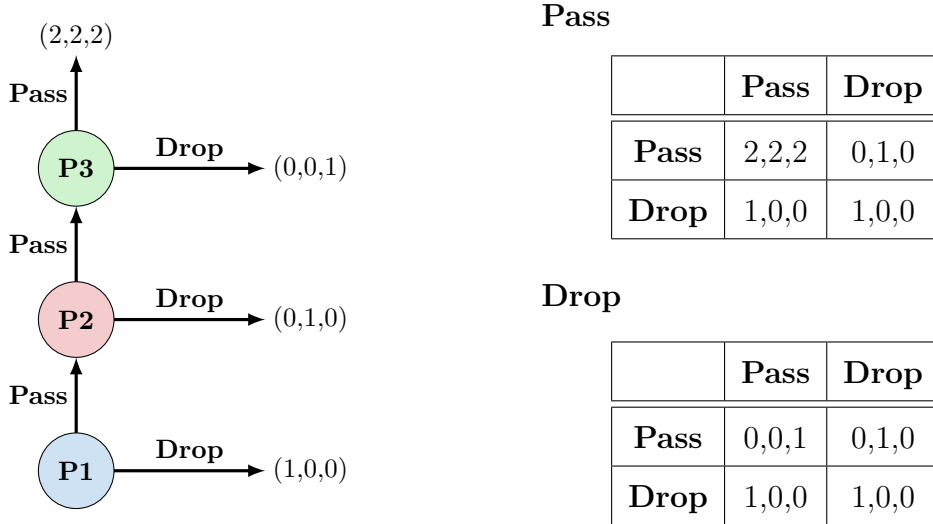 (2,2,2)
Pass
P3
Drop
(0,0,1)
Pass
P2
Drop
(0,1,0)
Pass
P1
Drop
(1,0,0)
Pass
Pass Drop
Pass 2,2,2 0,1,0
Drop 1,0,0 1,0,0
Drop
Pass Drop
Pass 0,0,1 0,1,0
Drop 1,0,0 1,0,0